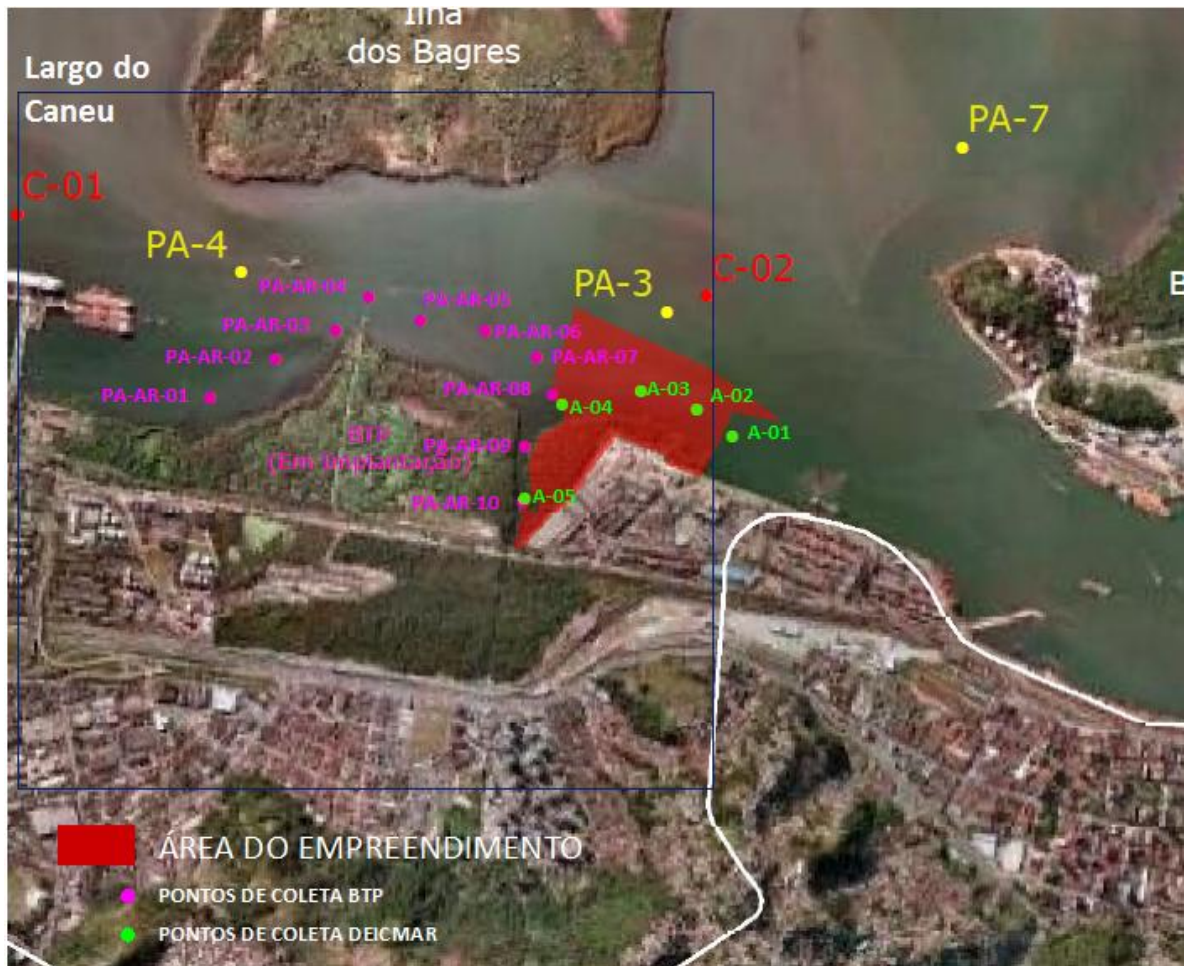 Ilha
dos Bagres
Largo do
Caneu
PA-7
C-01
PA-4
C-02
PA-3
B
PA-AR-04
PA-AR-05
PA-AR-03
PA-AR-06
PA-AR-02
PA-AR-07
PA-AR-01
PA-AR-08
A-03
A-02
A-04
A-01
BTP
PA-AR-09
(Em Implantação)
PA-AR-10
A-05
ÁREA DO EMPREENDIMENTO
PONTOS DE COLETA BTP
PONTOS DE COLETA DEICMAR